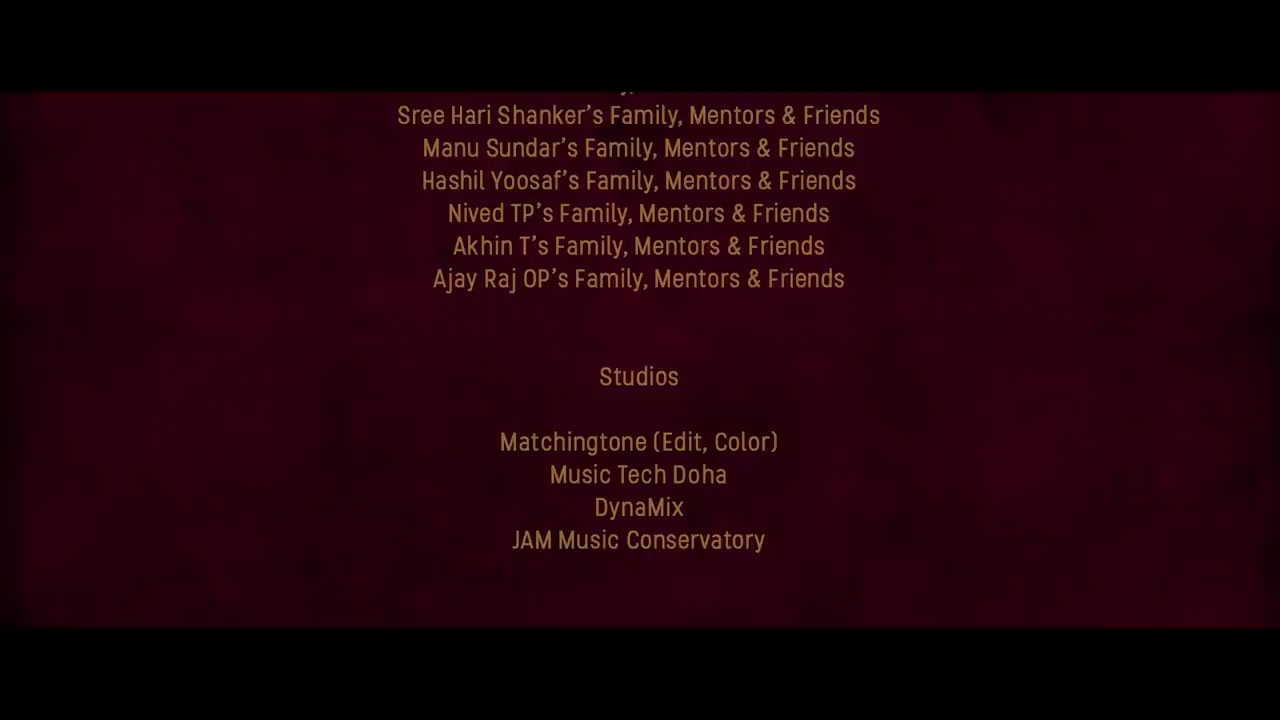 Sree Hari Shanker’s Family, Mentors & Friends
Manu Sundar’s Family, Mentors & Friends
Hashil Yoosaf’s Family, Mentors & Friends
Nived TP’s Family, Mentors & Friends
Akhin T’s Family, Mentors & Friends
Ajay Raj OP’s Family, Mentors & Friends
Studios
Matchingtone (Edit, Color)
Music Tech Doha
DynaMix
JAM Music Conservatory